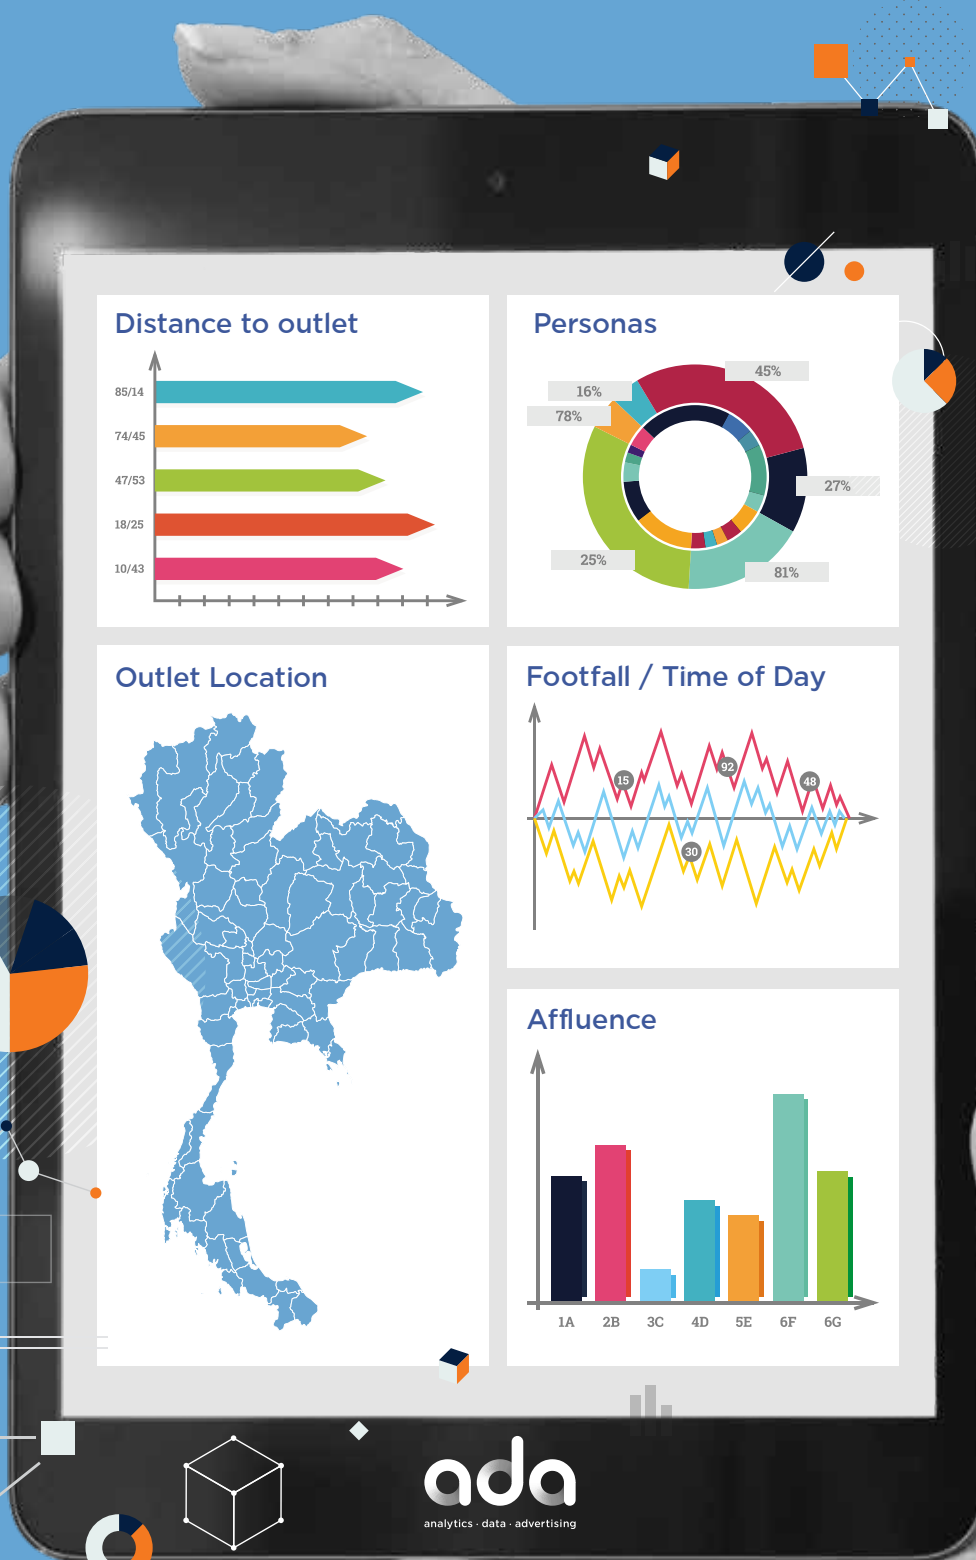 Distance to outlet
85/14
74/45
47/53
18/25
10/43
Personas
45%
16%
78%
27%
25%
81%
Outlet Location
Footfall / Time of Day
15
92
48
30
Affluence
1A 2B 3C 4D 5E 6F 6G
ada
analytics · data · advertising